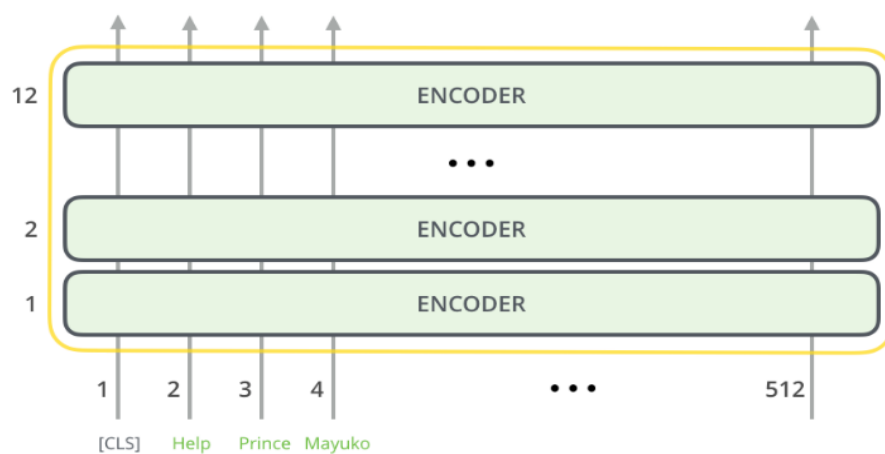 12 ENCODER
...
2 ENCODER
1 ENCODER
1 2 3 4 ... 512
[CLS] Help Prince Mayuko